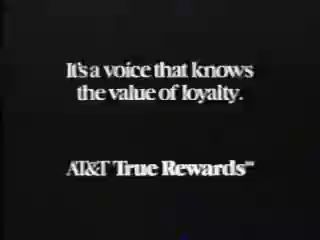 It's a voice that knows
the value of loyalty.
AT&T True Rewards℠